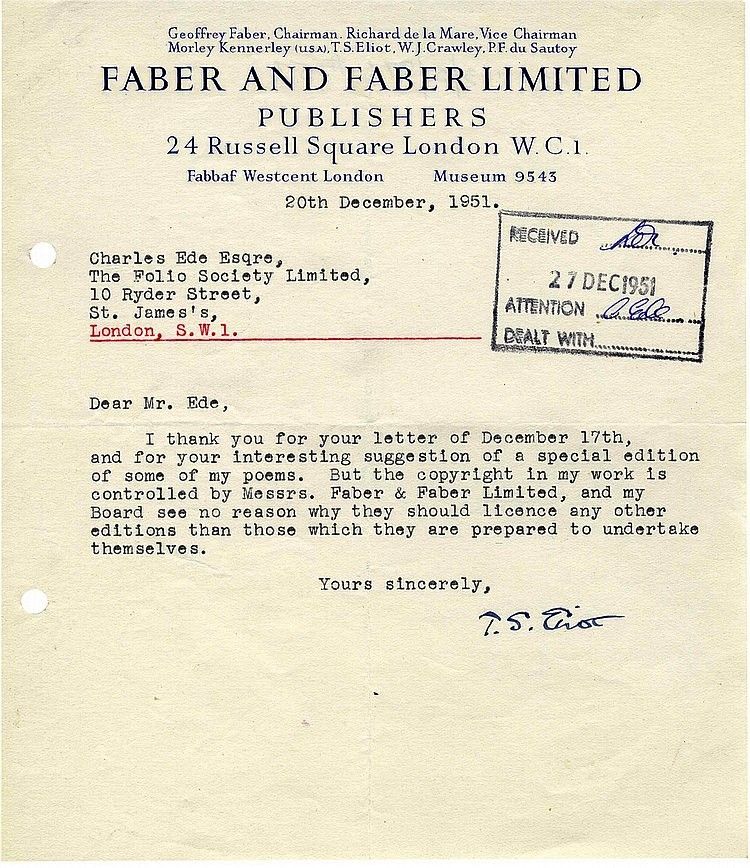 Geoffrey Faber, Chairman. Richard de la Mare, Vice Chairman
Morley Kennerley (U.S.A), T.S. Eliot, W.J. Crawley, P.F. du Sautoy
FABER AND FABER LIMITED
PUBLISHERS
24 Russell Square London W.C.1.
Fabbaf Westcent London Museum 9543
20th December, 1951.
RECEIVED
27 DEC 1951
ATTENTION C. Ede
DEALT WITH
Charles Ede Esqre,
The Folio Society Limited,
10 Ryder Street,
St. James's,
London, S.W.1.
Dear Mr. Ede,
I thank you for your letter of December 17th,
and for your interesting suggestion of a special edition
of some of my poems. But the copyright in my work is
controlled by Messrs. Faber & Faber Limited, and my
Board see no reason why they should licence any other
editions than those which they are prepared to undertake
themselves.
Yours sincerely,
T. S. Eliot